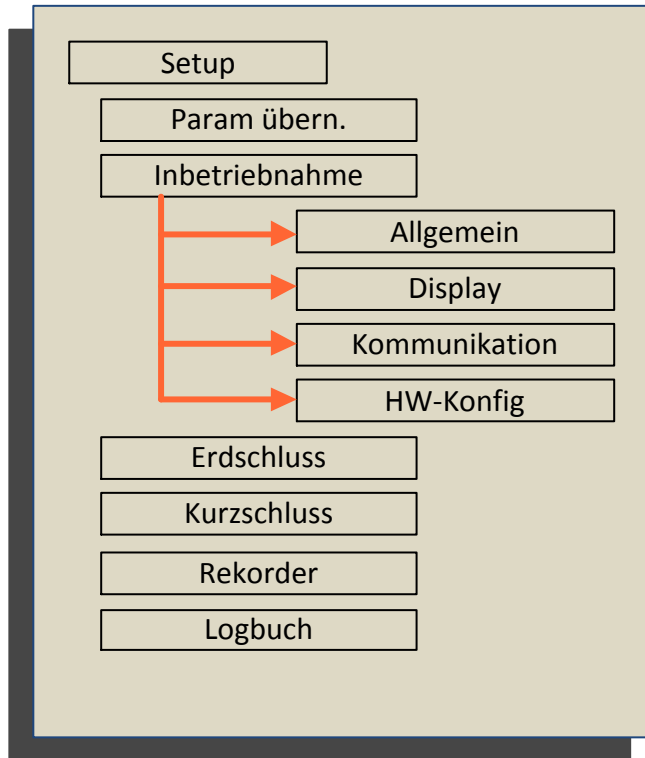 Setup
Param übern.
Inbetriebnahme
Allgemein
Display
Kommunikation
HW-Konfig
Erdschluss
Kurzschluss
Rekorder
Logbuch